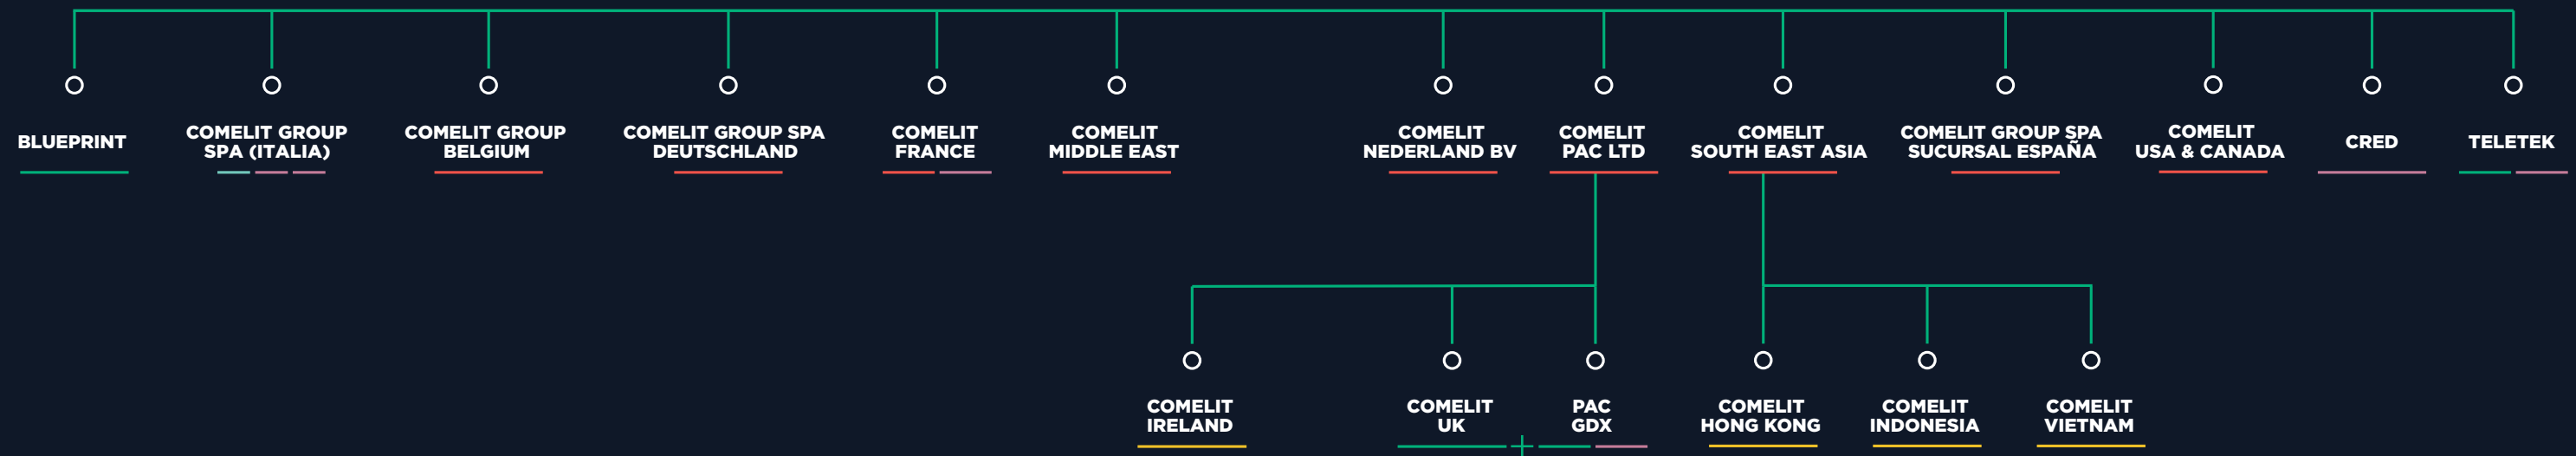 BLUEPRINT
COMELIT GROUP
SPA (ITALIA)
COMELIT GROUP
BELGIUM
COMELIT GROUP SPA
DEUTSCHLAND
COMELIT
FRANCE
COMELIT
MIDDLE EAST
COMELIT
NEDERLAND BV
COMELIT
PAC LTD
COMELIT
SOUTH EAST ASIA
COMELIT GROUP SPA
SUCURSAL ESPAÑA
COMELIT
USA & CANADA
CRED
TELETEK
COMELIT
IRELAND
COMELIT
UK
PAC
GDX
COMELIT
HONG KONG
COMELIT
INDONESIA
COMELIT
VIETNAM